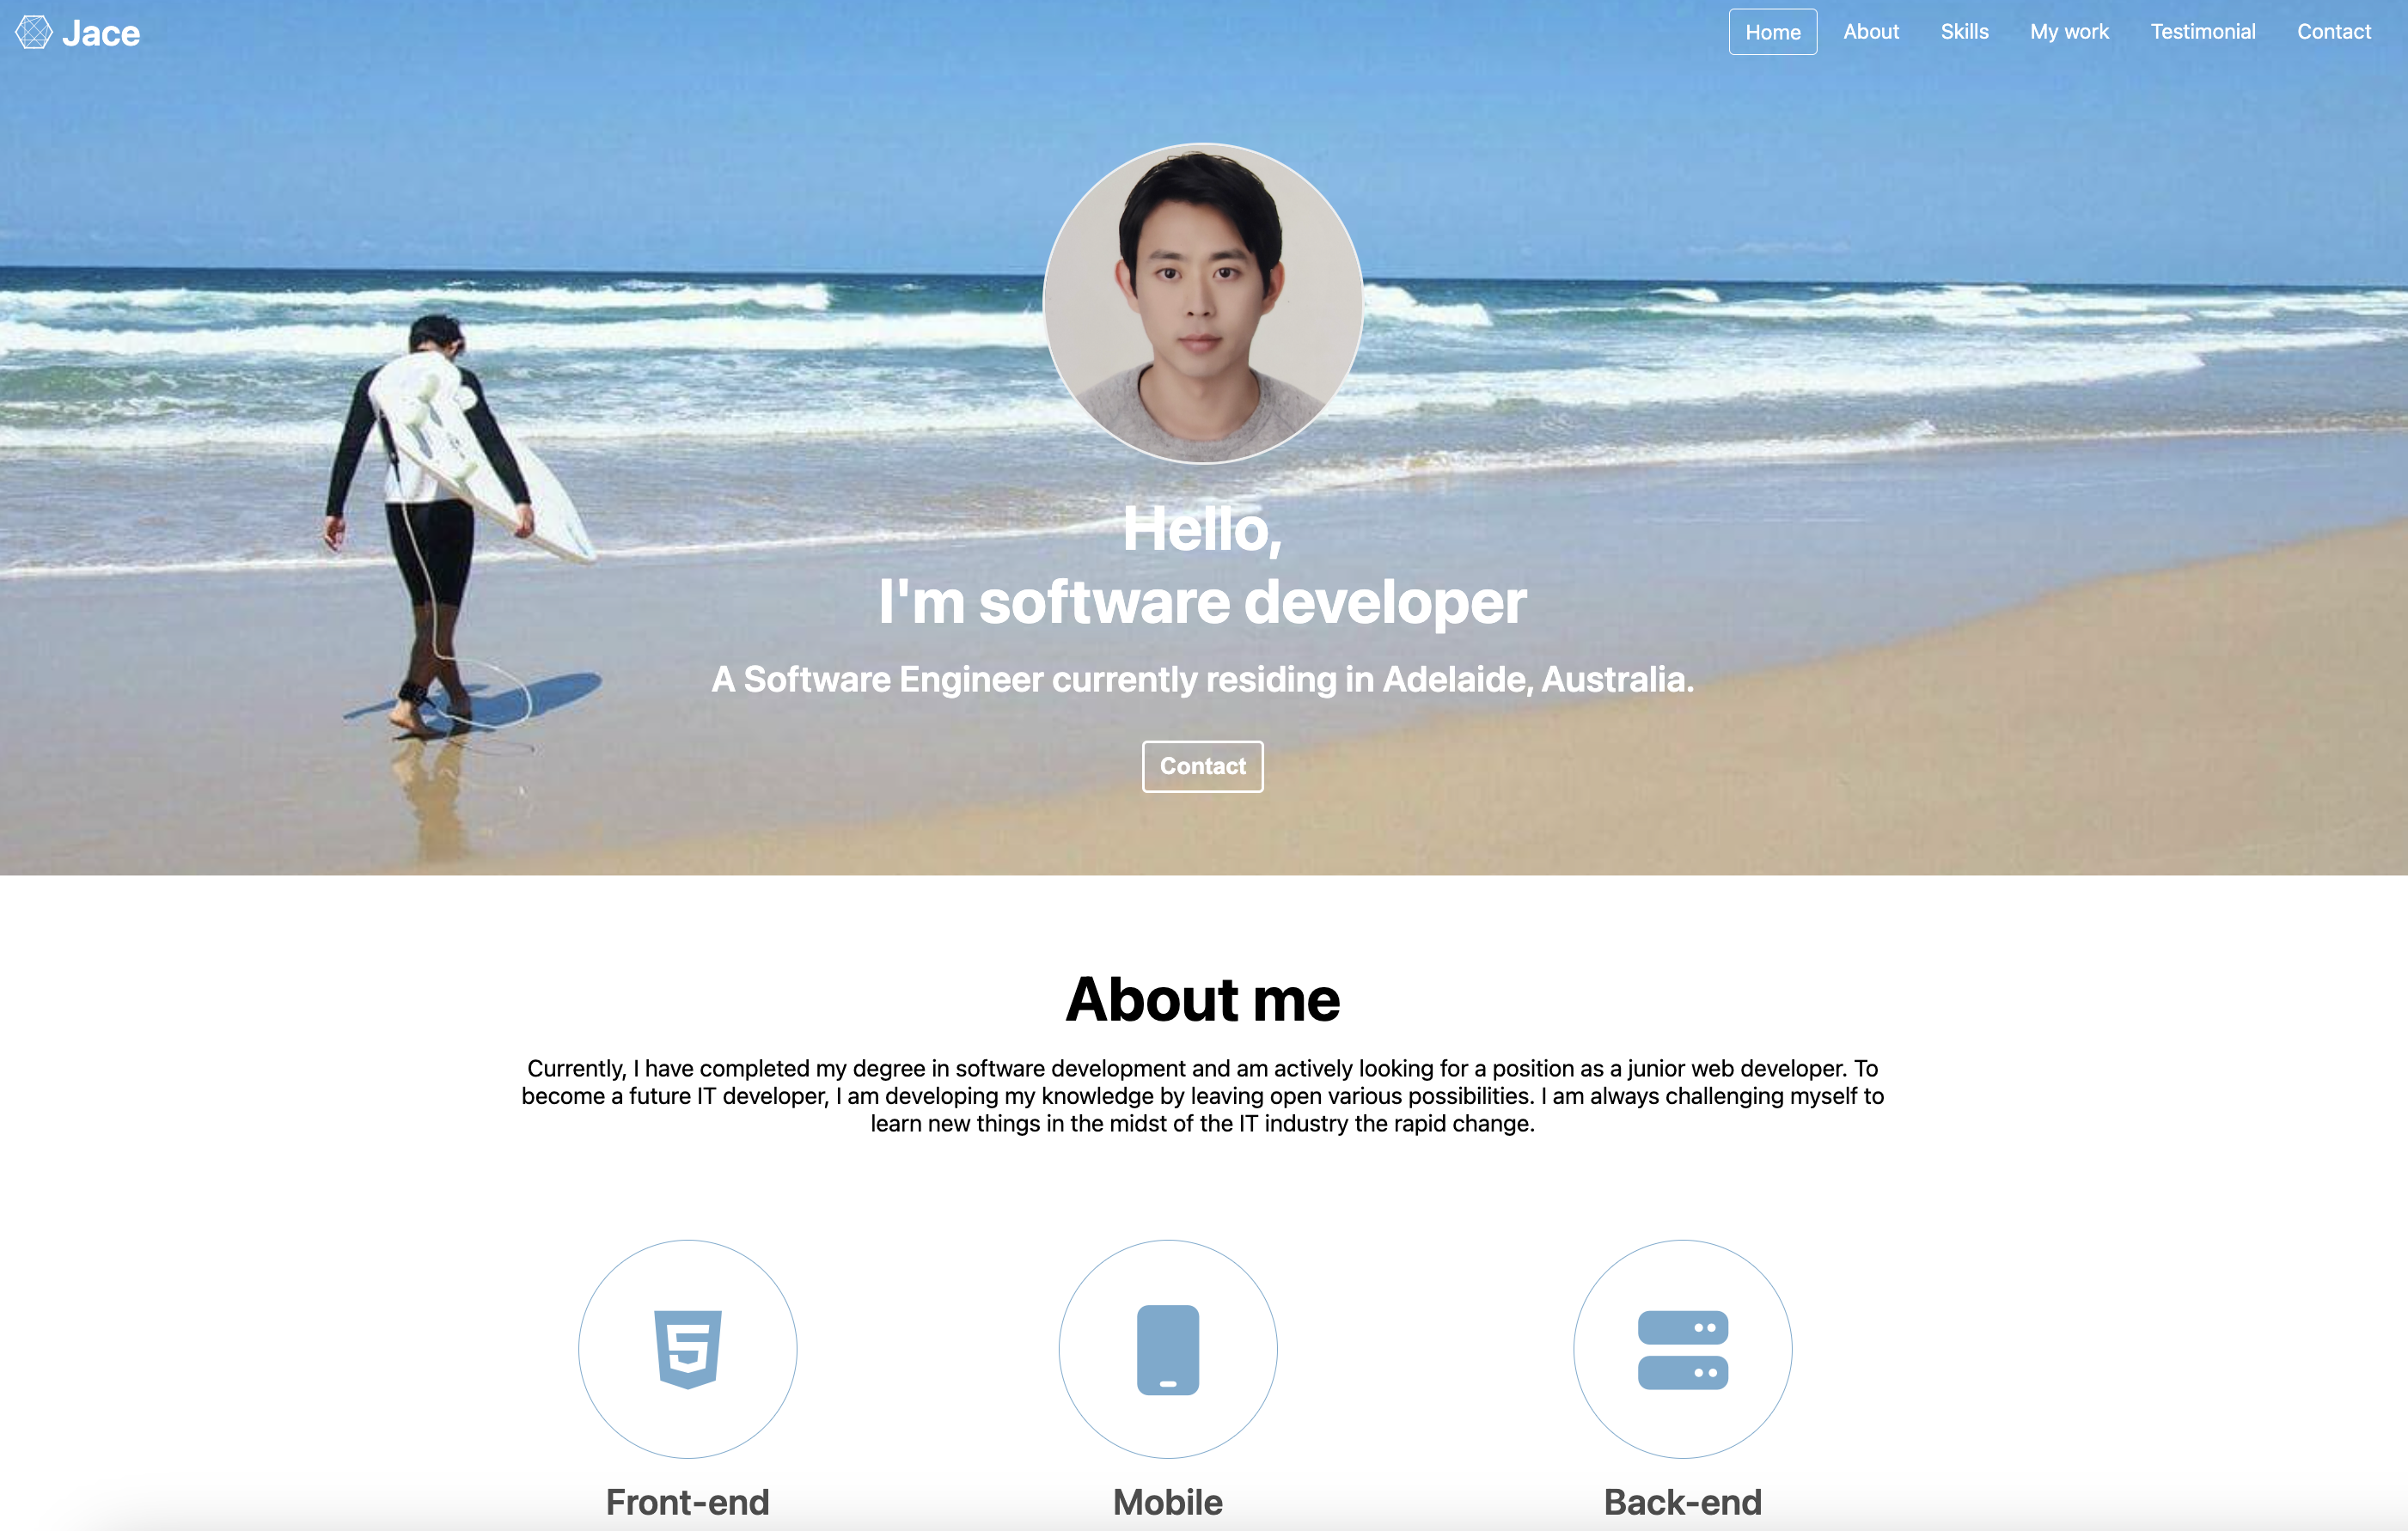 Jace
Home
About
Skills
My work
Testimonial
Contact
Hello,
I'm software developer
A Software Engineer currently residing in Adelaide, Australia.
Contact
About me
Currently, I have completed my degree in software development and am actively looking for a position as a junior web developer. To
become a future IT developer, I am developing my knowledge by leaving open various possibilities. I am always challenging myself to
learn new things in the midst of the IT industry the rapid change.
Front-end
Mobile
Back-end